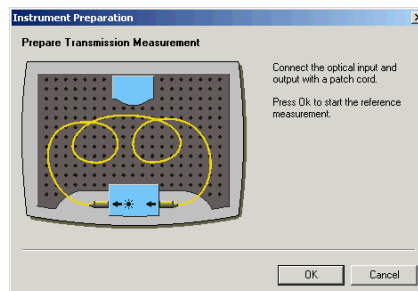 Instrument Preparation
Prepare Transmission Measurement
Connect the optical input and
output with a patch cord.
Press Ok to start the reference
measurement.
OK
Cancel